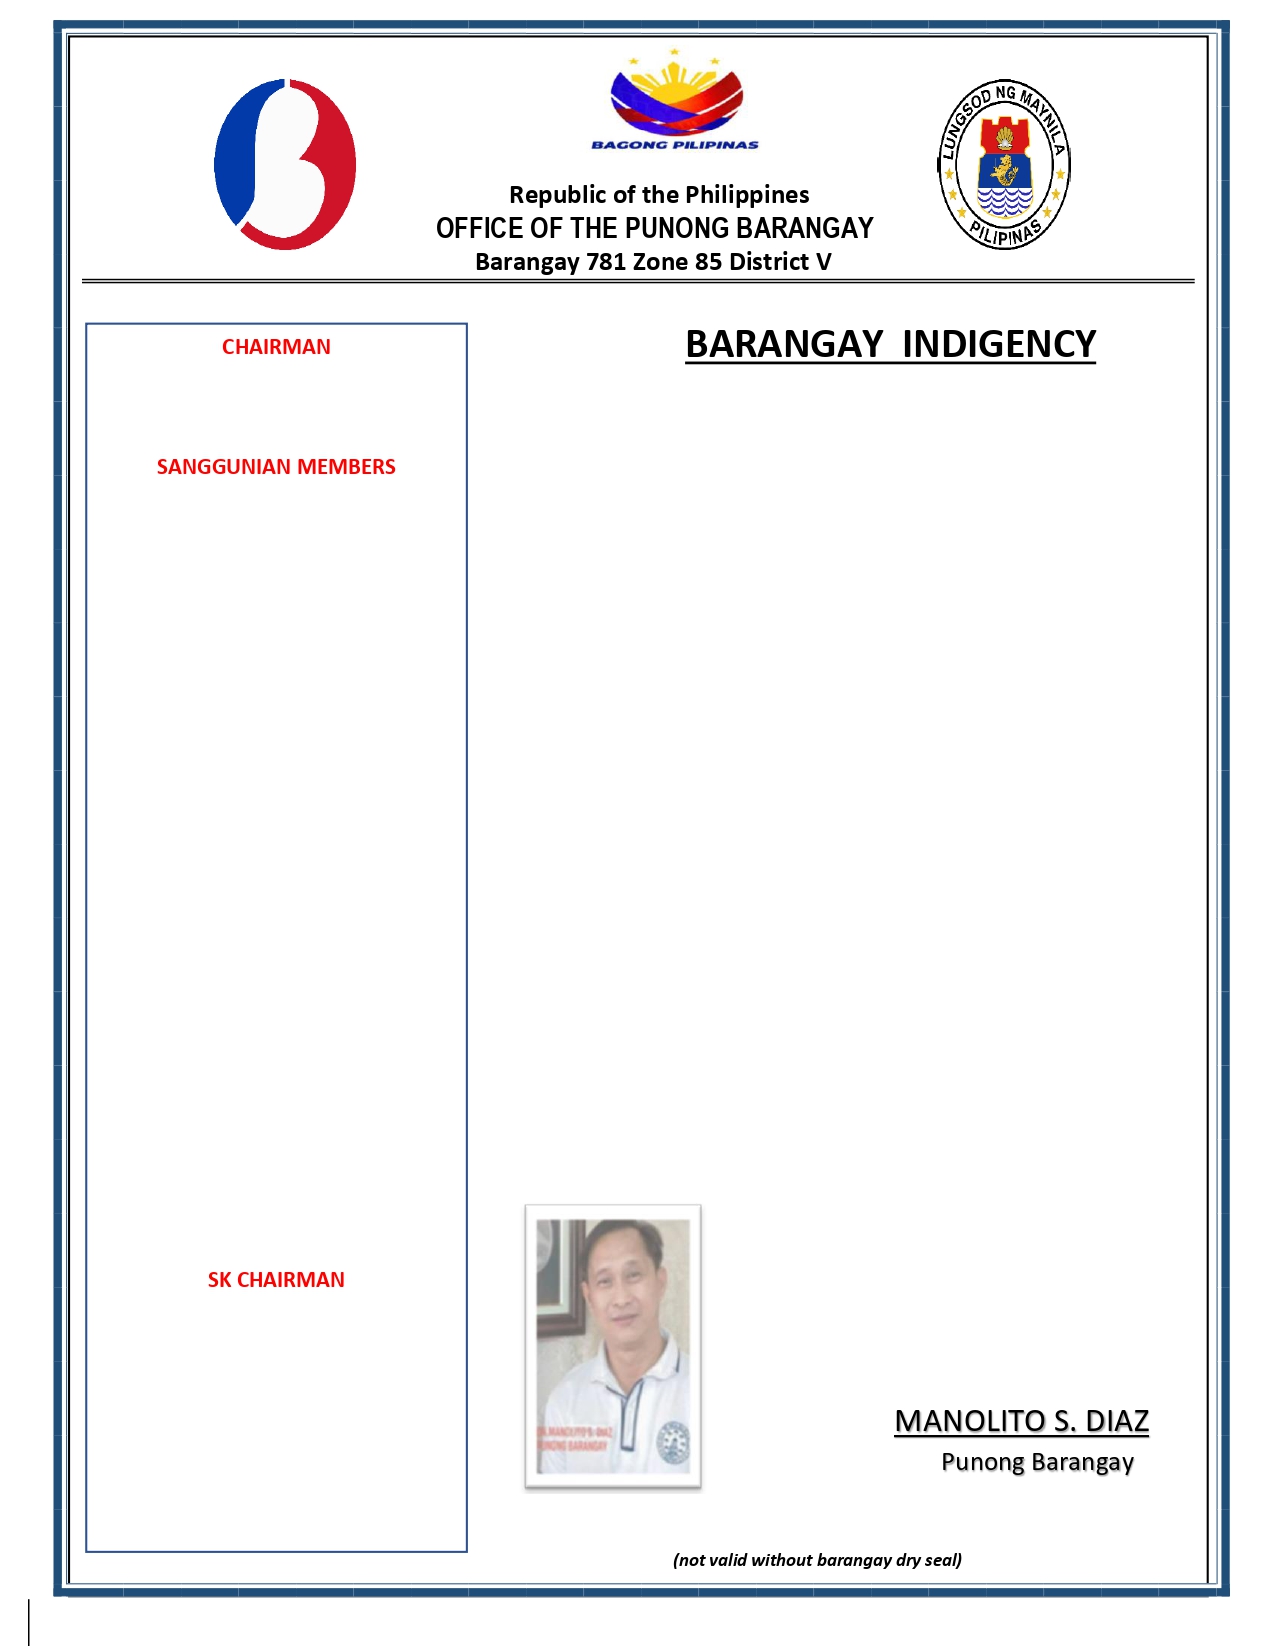 BAGONG PILIPINAS
LUNGSOD NG MAYNILA
PILIPINAS
Republic of the Philippines
OFFICE OF THE PUNONG BARANGAY
Barangay 781 Zone 85 District V
BARANGAY INDIGENCY
CHAIRMAN
SANGGUNIAN MEMBERS
SK CHAIRMAN
MANOLITO S. DIAZ
PUNONG BARANGAY
MANOLITO S. DIAZ
Punong Barangay
(not valid without barangay dry seal)